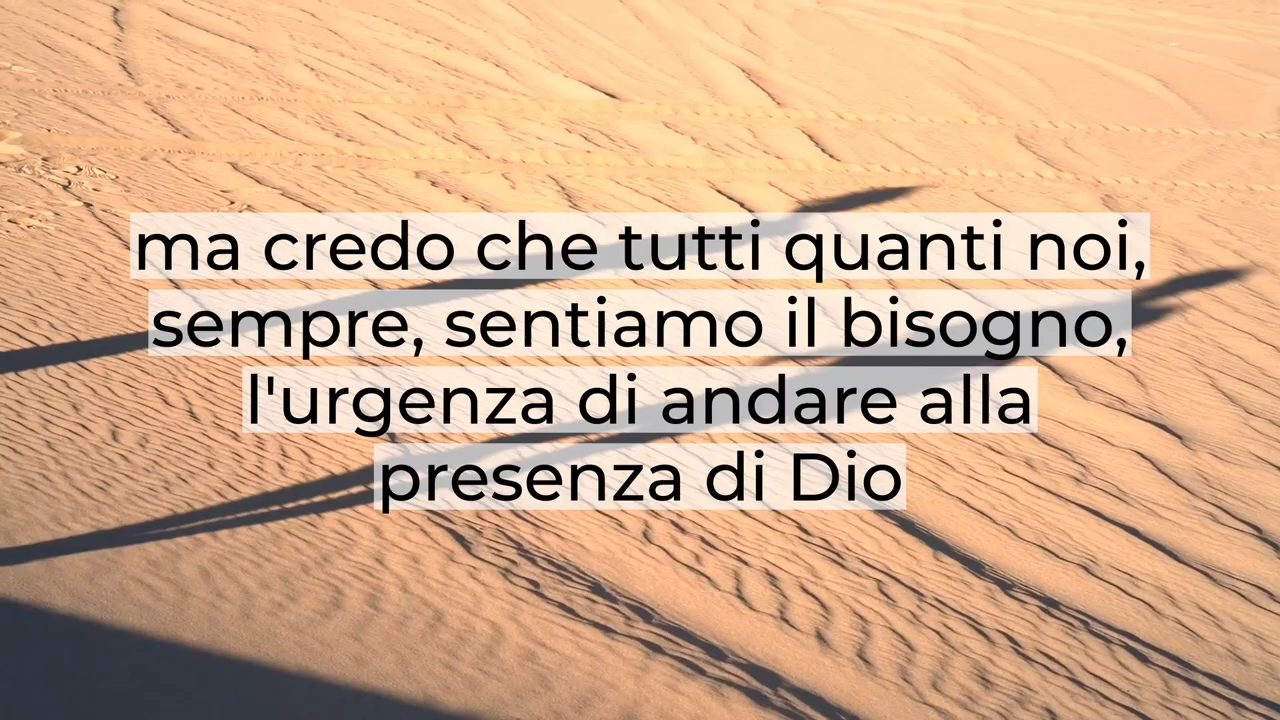 ma credo che tutti quanti noi,
sempre, sentiamo il bisogno,
l'urgenza di andare alla
presenza di Dio